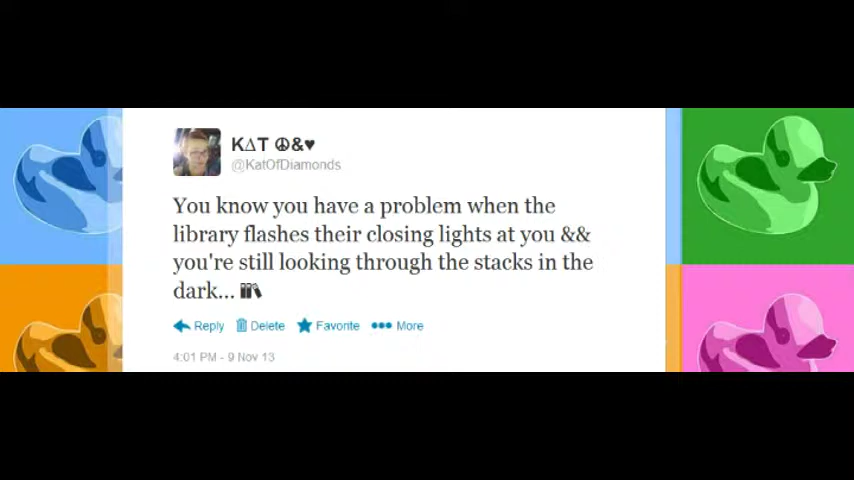 KΔT ☮&♥
@KatOfDiamonds
You know you have a problem when the
library flashes their closing lights at you &&
you're still looking through the stacks in the
dark... 📚
Reply Delete Favorite More
4:01 PM - 9 Nov 13